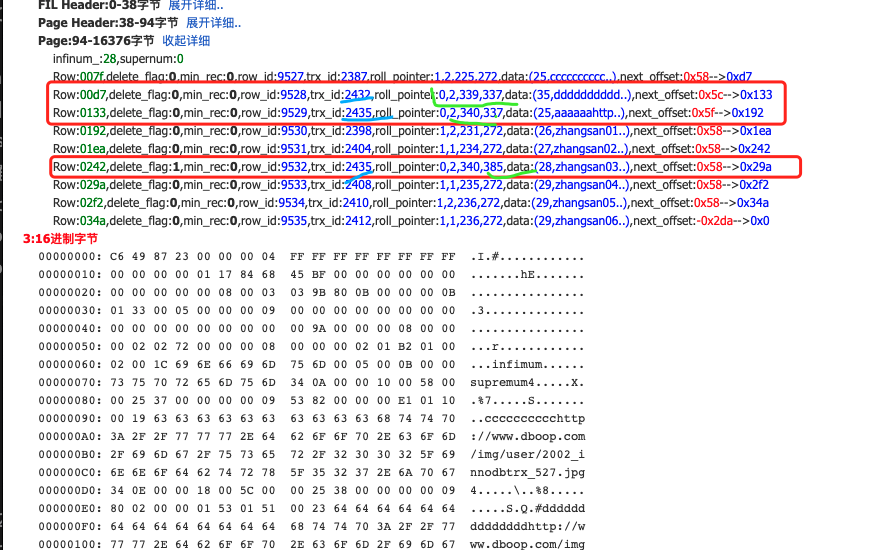 FIL Header:0-38字节 展开详细..
Page Header:38-94字节 展开详细..
Page:94-16376字节 收起详细
infinum_:28,supernum:0
Row:007f,delete_flag:0,min_rec:0,row_id:9527,trx_id:2387,roll_pointer:1,2,225,272,data:(25,cccccccccc..),next_offset:0x58-->0xd7
Row:00d7,delete_flag:0,min_rec:0,row_id:9528,trx_id:2432,roll_pointer:0,2,339,337,data:(35,dddddddddd..),next_offset:0x5c-->0x133
Row:0133,delete_flag:0,min_rec:0,row_id:9529,trx_id:2435,roll_pointer:0,2,340,337,data:(25,aaaaaahttp..),next_offset:0x5f-->0x192
Row:0192,delete_flag:0,min_rec:0,row_id:9530,trx_id:2398,roll_pointer:1,2,231,272,data:(26,zhangsan01..),next_offset:0x58-->0x1ea
Row:01ea,delete_flag:0,min_rec:0,row_id:9531,trx_id:2404,roll_pointer:1,1,234,272,data:(27,zhangsan02..),next_offset:0x58-->0x242
Row:0242,delete_flag:1,min_rec:0,row_id:9532,trx_id:2435,roll_pointer:0,2,340,385,data:(28,zhangsan03..),next_offset:0x58-->0x29a
Row:029a,delete_flag:0,min_rec:0,row_id:9533,trx_id:2408,roll_pointer:1,1,235,272,data:(29,zhangsan04..),next_offset:0x58-->0x2f2
Row:02f2,delete_flag:0,min_rec:0,row_id:9534,trx_id:2410,roll_pointer:1,2,236,272,data:(29,zhangsan05..),next_offset:0x58-->0x34a
Row:034a,delete_flag:0,min_rec:0,row_id:9535,trx_id:2412,roll_pointer:1,1,236,272,data:(29,zhangsan06..),next_offset:-0x2da-->0x0
3:16进制字节
00000000: C6 49 87 23 00 00 00 04 FF FF FF FF FF FF FF FF .I.#............
00000010: 00 00 00 00 01 17 84 68 45 BF 00 00 00 00 00 00 .......hE.......
00000020: 00 00 00 00 00 08 00 03 03 9B 80 0B 00 00 00 0B ................
00000030: 01 33 00 05 00 00 00 09 00 00 00 00 00 00 00 00 .3..............
00000040: 00 00 00 00 00 00 00 00 00 9A 00 00 00 08 00 00 ................
00000050: 00 02 02 72 00 00 00 08 00 00 00 02 01 B2 01 00 ...r............
00000060: 02 00 1C 69 6E 66 69 6D 75 6D 00 05 00 0B 00 00 ...infimum......
00000070: 73 75 70 72 65 6D 75 6D 34 0A 00 00 10 00 58 00 supremum4.....X.
00000080: 00 25 37 00 00 00 00 09 53 82 00 00 00 E1 01 10 .%7.....S.......
00000090: 00 19 63 63 63 63 63 63 63 63 63 63 68 74 74 70 ..cccccccccchttp
000000A0: 3A 2F 2F 77 77 77 2E 64 62 6F 6F 70 2E 63 6F 6D ://www.dboop.com
000000B0: 2F 69 6D 67 2F 75 73 65 72 2F 32 30 30 32 5F 69 /img/user/2002_i
000000C0: 6E 6E 6F 64 62 74 72 78 5F 35 32 37 2E 6A 70 67 nnodbtrx_527.jpg
000000D0: 34 0E 00 00 18 00 5C 00 00 25 38 00 00 00 00 09 4.....\..%8.....
000000E0: 80 02 00 00 01 53 01 51 00 23 64 64 64 64 64 64 .....S.Q.#dddddd
000000F0: 64 64 64 64 64 64 64 64 68 74 74 70 3A 2F 2F 77 ddddddddhttp://w
00000100: 77 77 2E 64 62 6F 6F 70 2E 63 6F 6D 2F 69 6D 67 ww.dboop.com/img